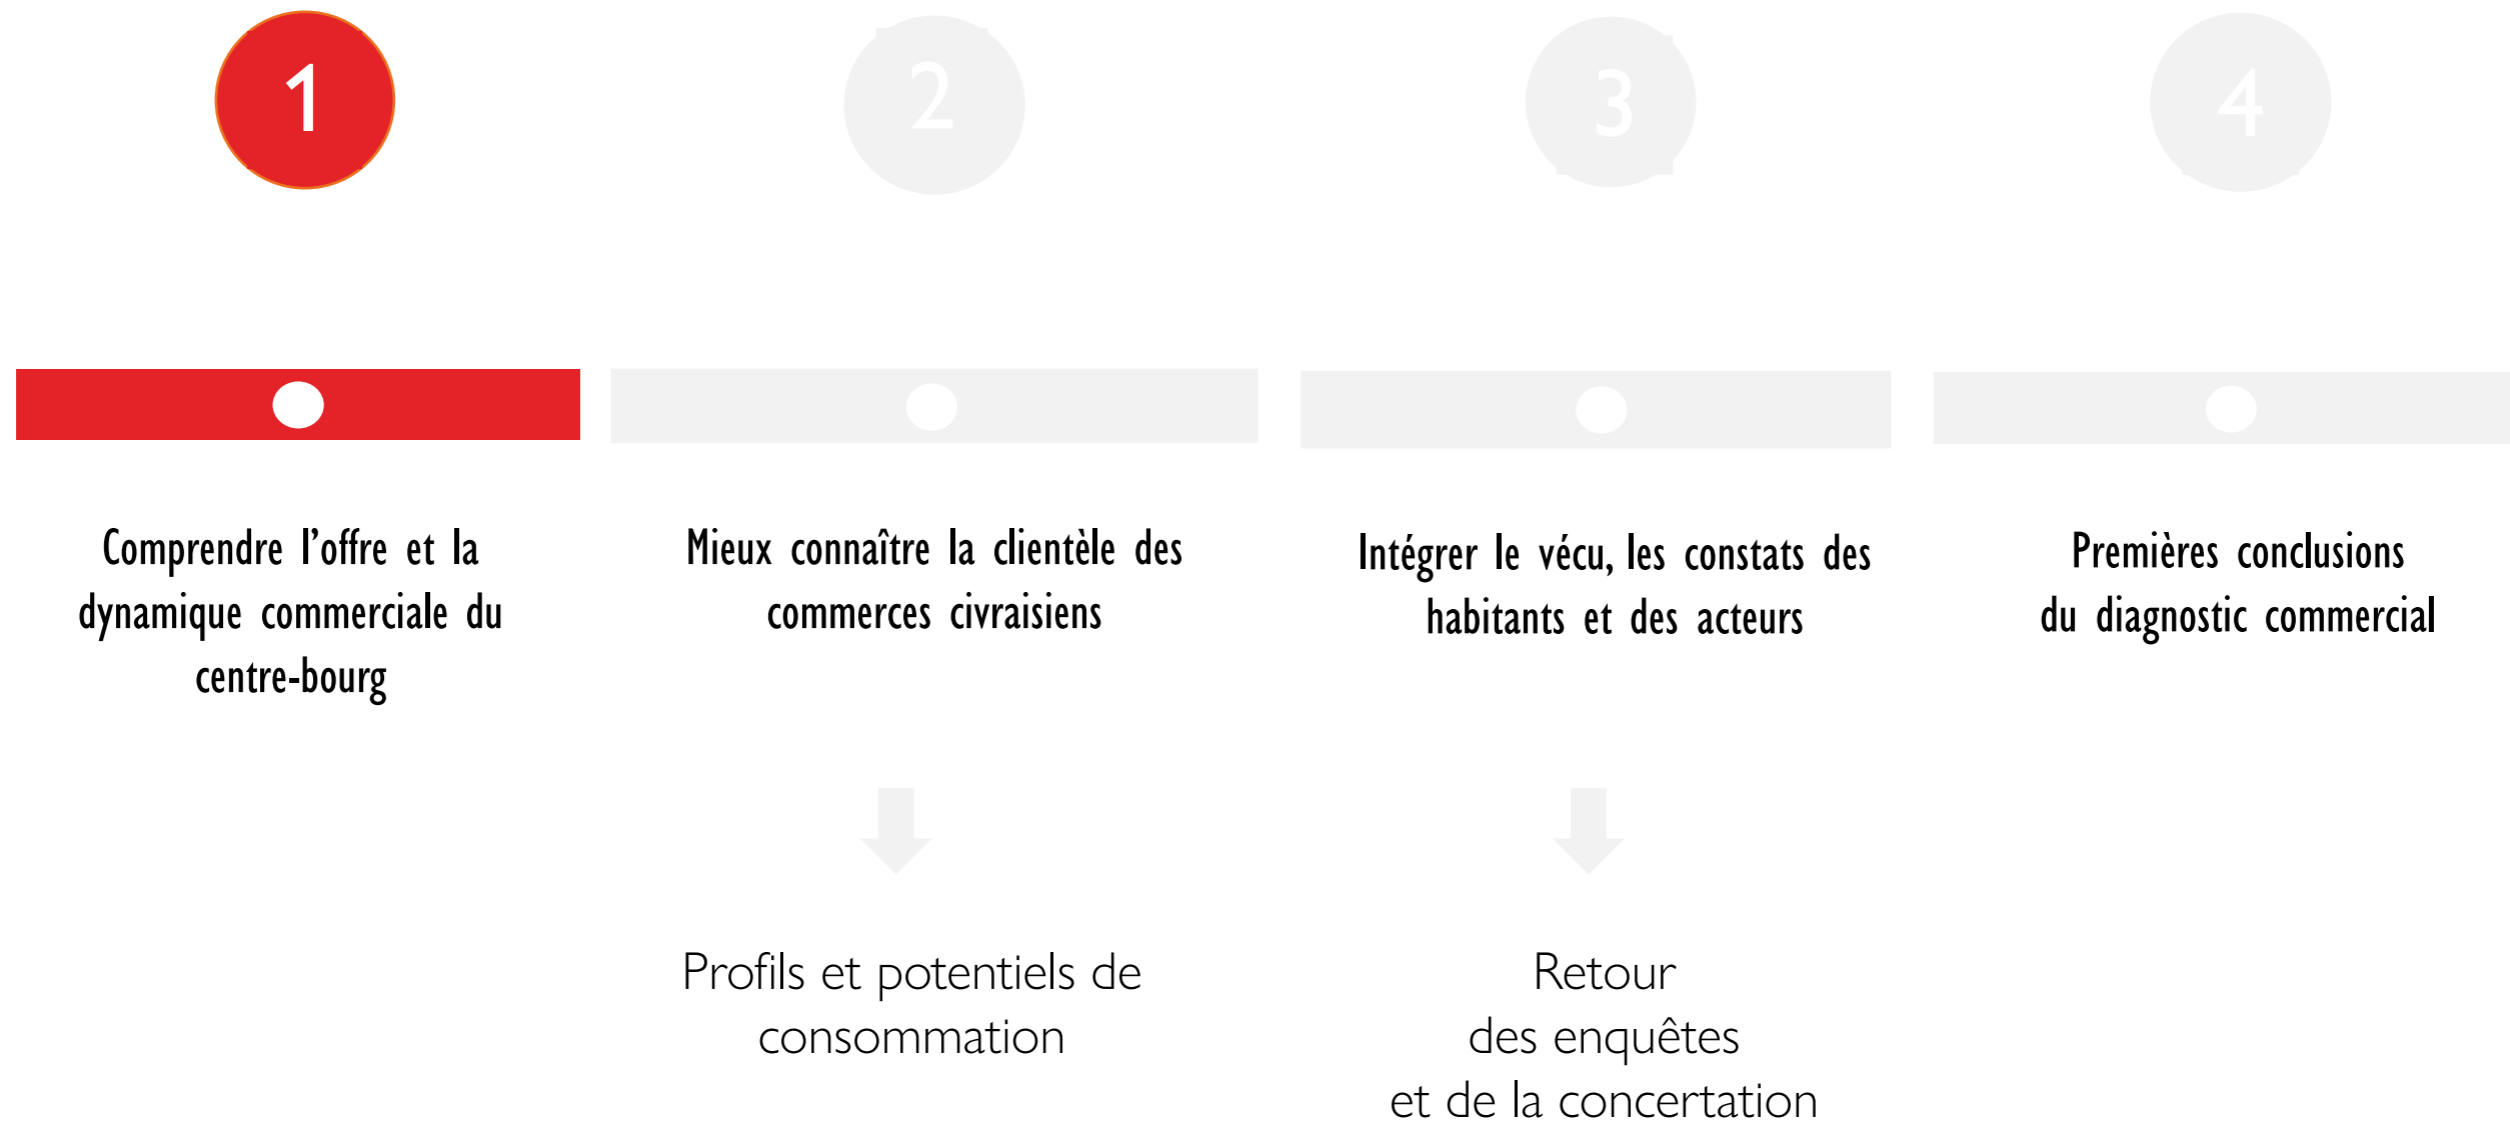 1
2
3
4
Comprendre l’offre et la
dynamique commerciale du
centre-bourg
Mieux connaître la clientèle des
commerces civraisiens
Intégrer le vécu, les constats des
habitants et des acteurs
Premières conclusions
du diagnostic commercial
Profils et potentiels de
consommation
Retour
des enquêtes
et de la concertation